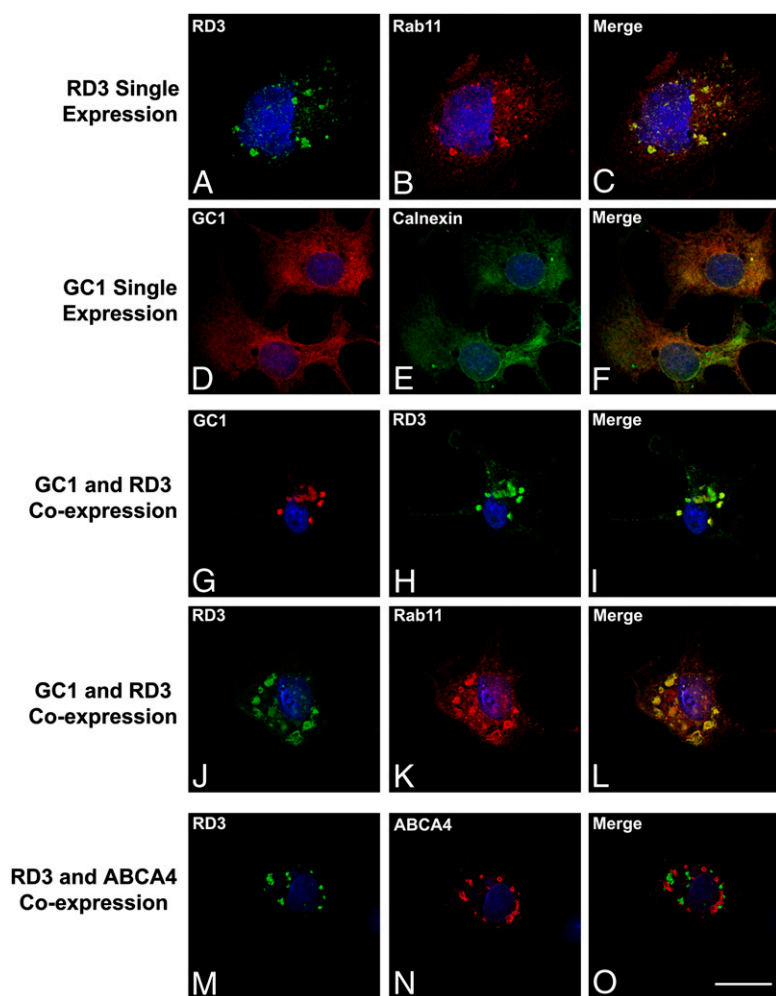 RD3 Rab11 Merge
RD3 Single
Expression
A B C
GC1 Calnexin Merge
GC1 Single
Expression
D E F
GC1 RD3 Merge
GC1 and RD3
Co-expression
G H I
RD3 Rab11 Merge
GC1 and RD3
Co-expression
J K L
RD3 ABCA4 Merge
RD3 and ABCA4
Co-expression
M N O